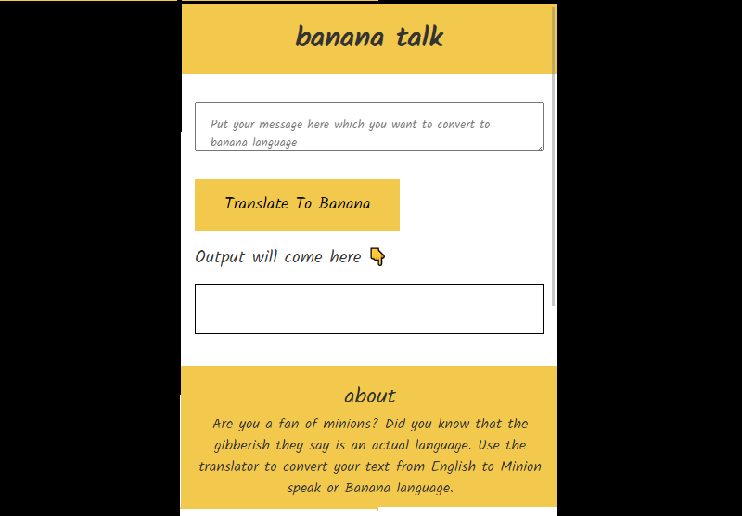 banana talk
Put your message here which you want to convert to
banana language
Translate To Banana
Output will come here 👇
about
Are you a fan of minions? Did you know that the
gibberish they say is an actual language. Use the
translator to convert your text from English to Minion
speak or Banana language.